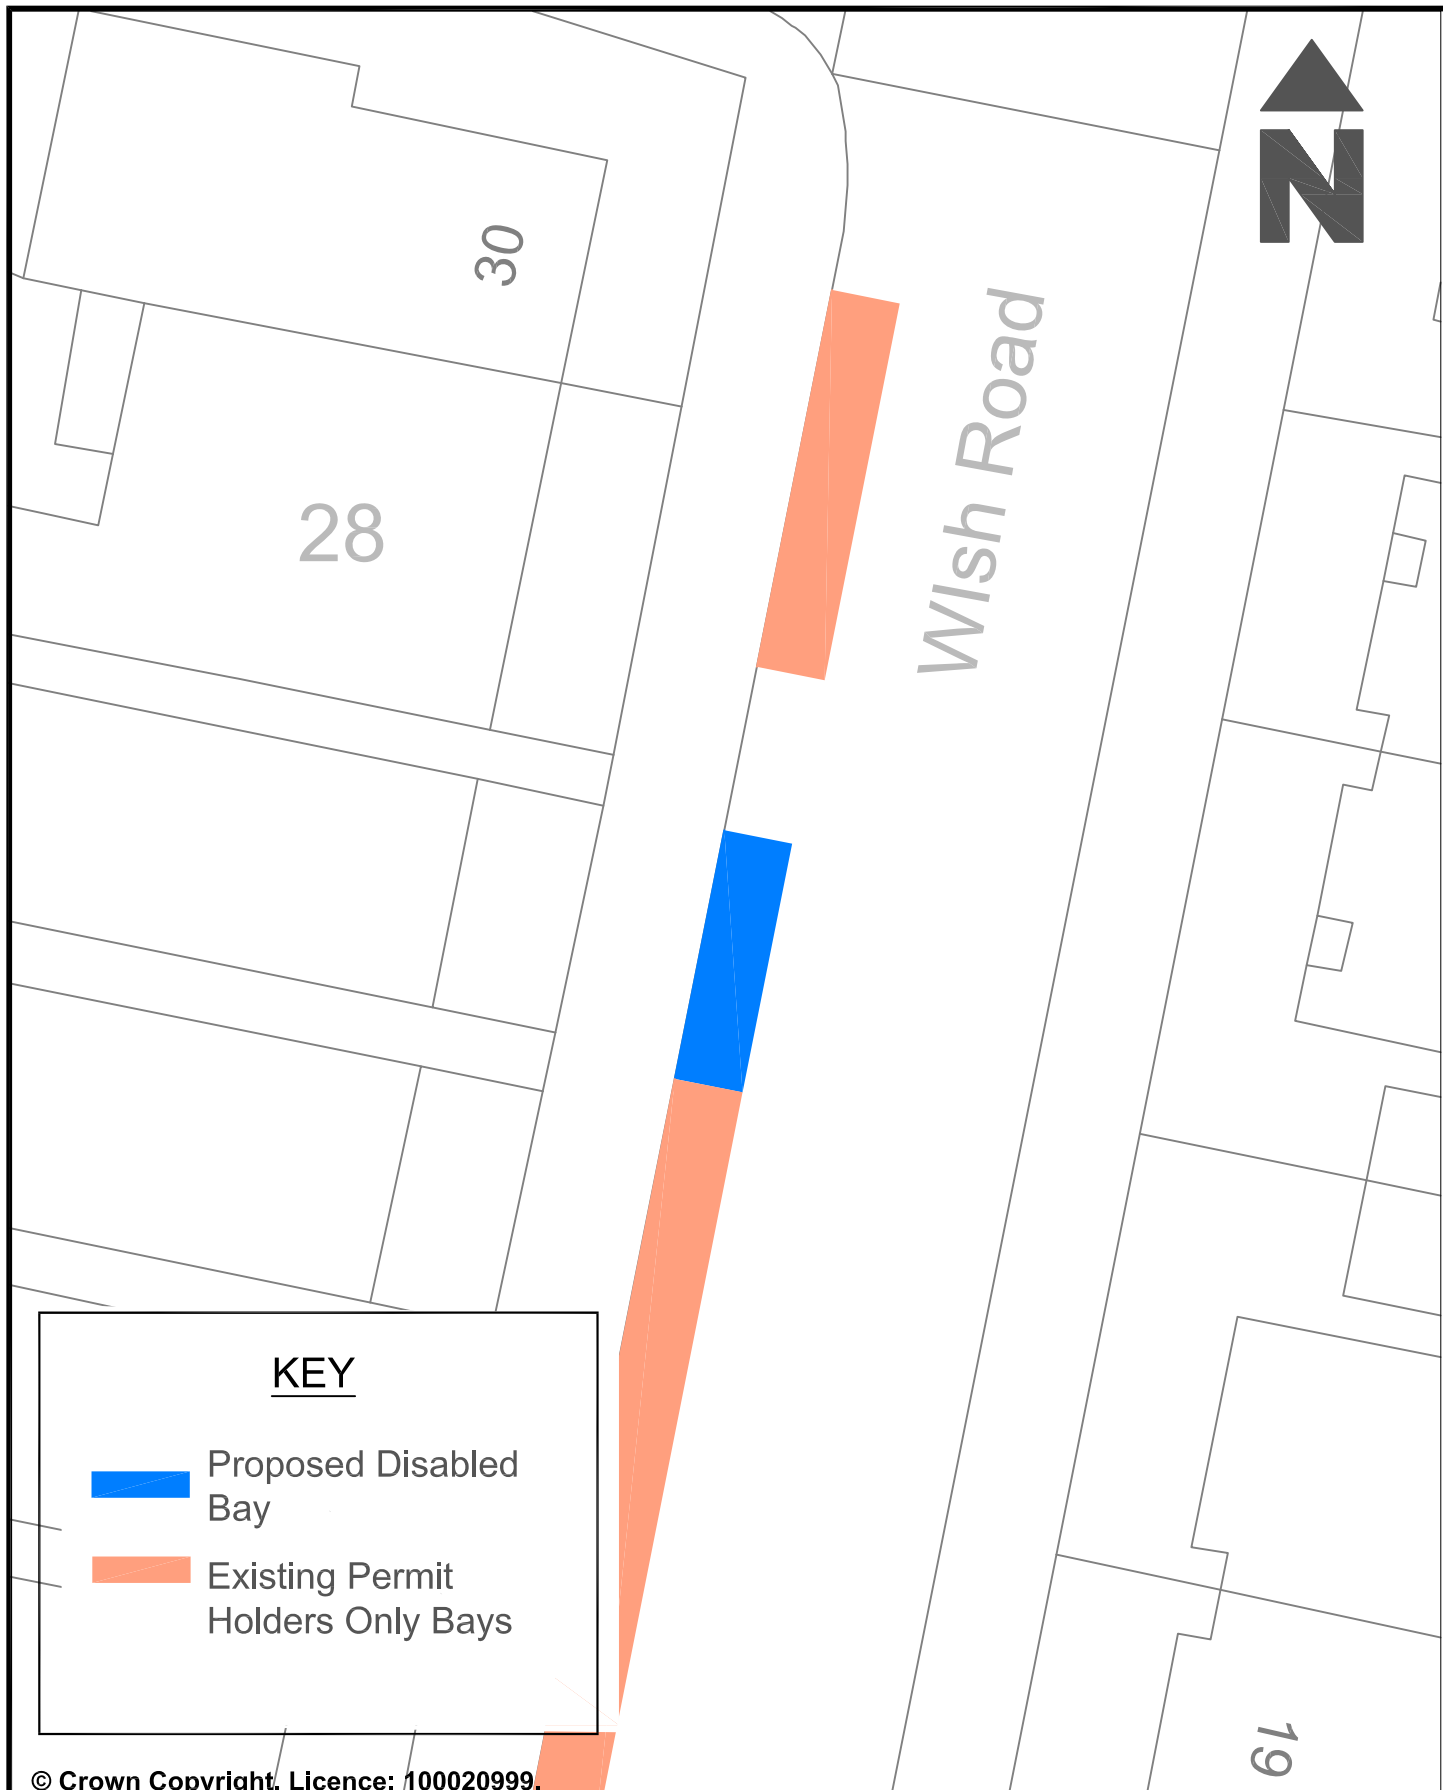 N
30
WIsh Road
28
KEY
Proposed Disabled
Bay
Existing Permit
Holders Only Bays
19
© Crown Copyright. Licence: 100020999.